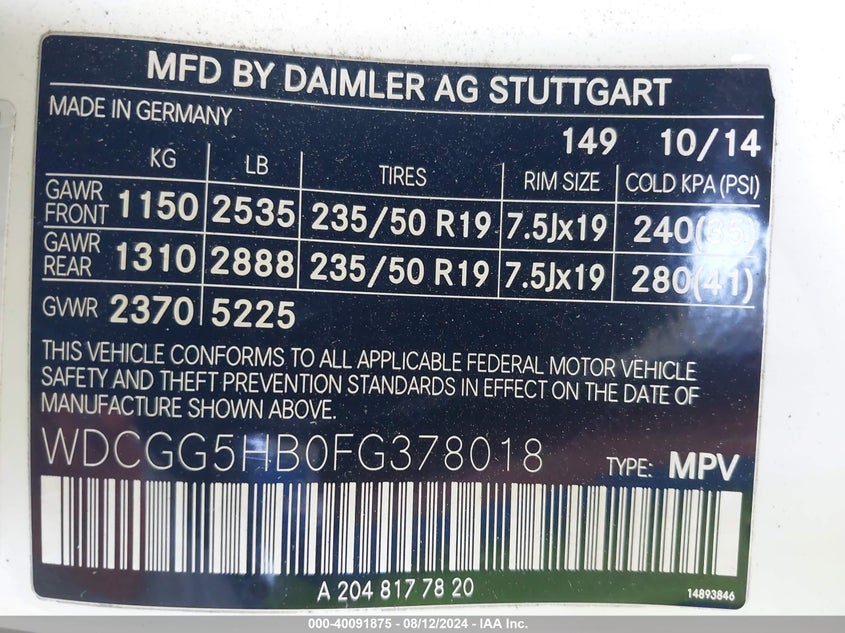 MFD BY DAIMLER AG STUTTGART
MADE IN GERMANY
149 10/14
KG LB TIRES RIM SIZE COLD KPA (PSI)
GAWR FRONT 1150 2535 235/50 R19 7.5Jx19 240(35)
GAWR REAR 1310 2888 235/50 R19 7.5Jx19 280(41)
GVWR 2370 5225
THIS VEHICLE CONFORMS TO ALL APPLICABLE FEDERAL MOTOR VEHICLE
SAFETY AND THEFT PREVENTION STANDARDS IN EFFECT ON THE DATE OF
MANUFACTURE SHOWN ABOVE.
WDCGG5HB0FG378018 TYPE: MPV
A 204 817 78 20 14893846
000-40091875 - 08/12/2024 - IAA Inc.